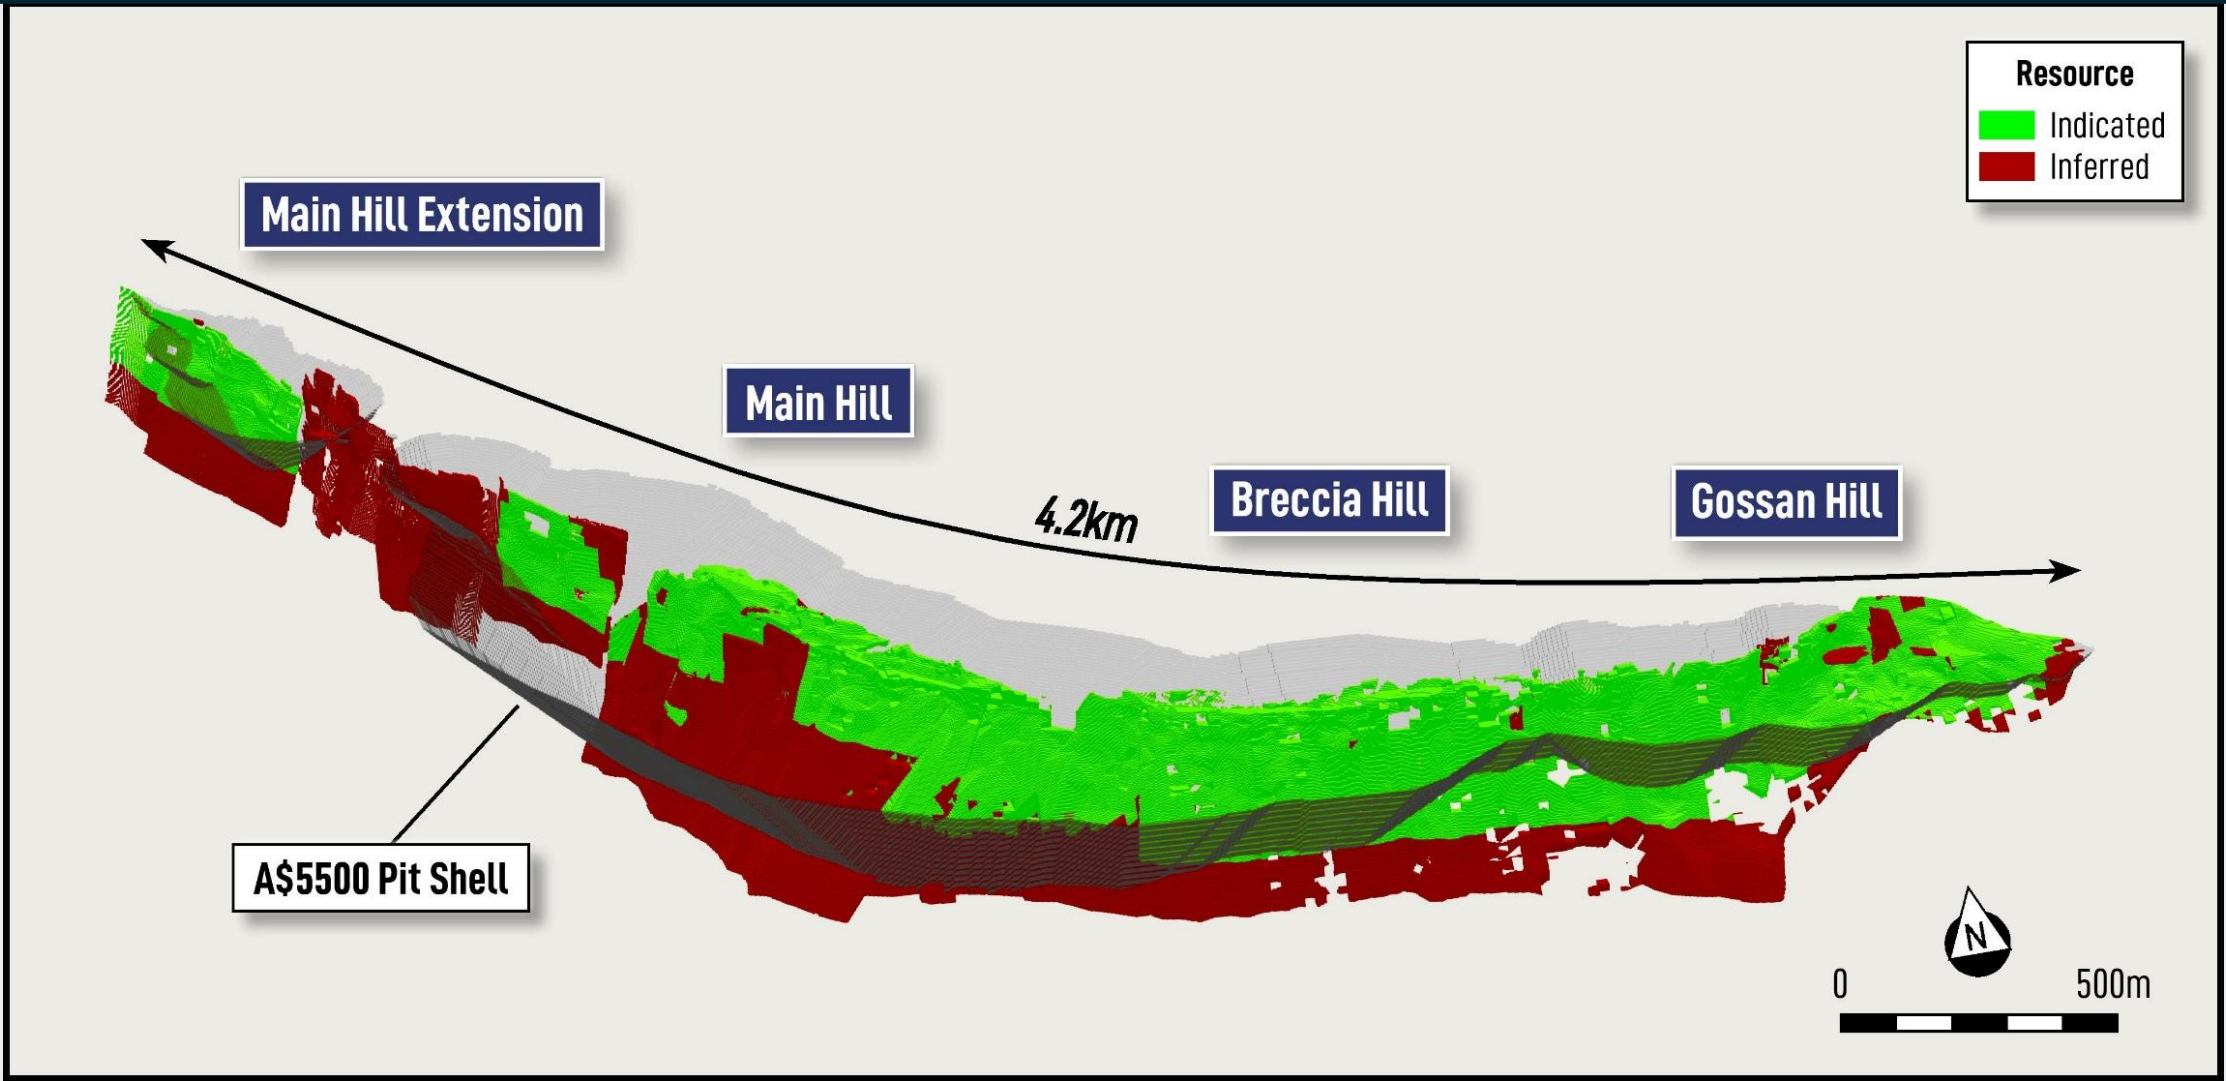 Resource
Indicated
Inferred
Main Hill Extension
Main Hill
Breccia Hill
Gossan Hill
4.2km
A$5500 Pit Shell
N
0 500m